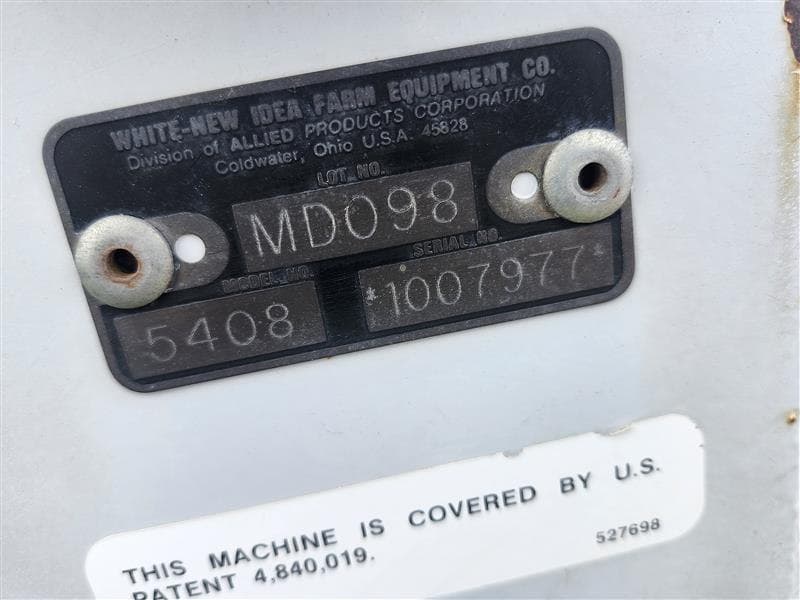 WHITE-NEW IDEA FARM EQUIPMENT CO.
Division of ALLIED PRODUCTS CORPORATION
Coldwater, Ohio U.S.A. 45828
LOT NO.
MD098
MODEL NO. SERIAL NO.
5408 *1007977*
THIS MACHINE IS COVERED BY U.S.
PATENT 4,840,019. 527698